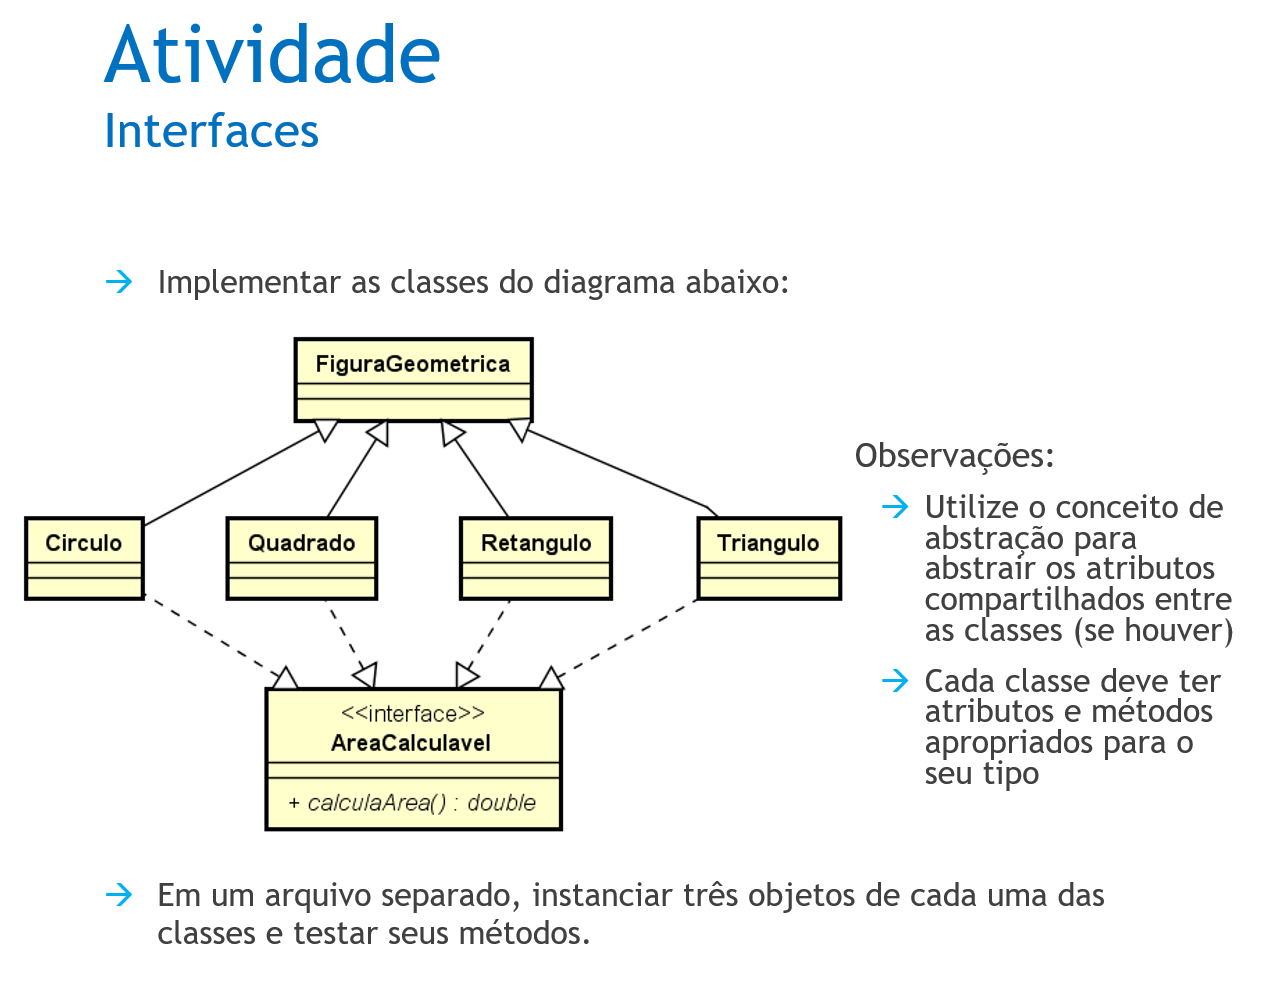 Atividade
Interfaces
→ Implementar as classes do diagrama abaixo:
FiguraGeometrica
Circulo
Quadrado
Retangulo
Triangulo
<<interface>>
AreaCalculavel
+ calculaArea() : double
Observações:
→ Utilize o conceito de
abstração para
abstrair os atributos
compartilhados entre
as classes (se houver)
→ Cada classe deve ter
atributos e métodos
apropriados para o
seu tipo
→ Em um arquivo separado, instanciar três objetos de cada uma das
classes e testar seus métodos.